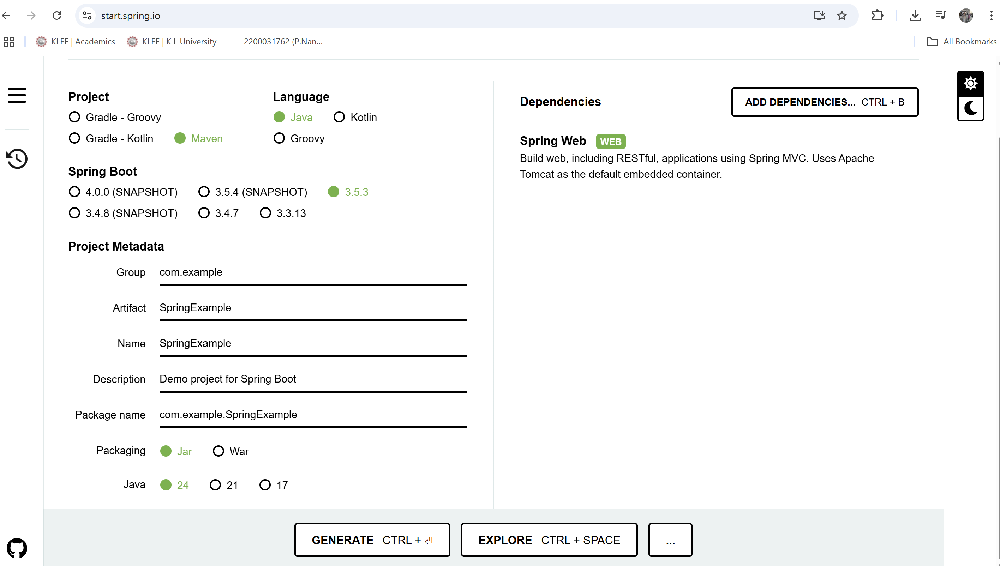 start.spring.io
KLEF | Academics KLEF | K L University 2200031762 (P.Nan... All Bookmarks
Project
Gradle - Groovy
Gradle - Kotlin Maven
Language
Java Kotlin
Groovy
Spring Boot
4.0.0 (SNAPSHOT) 3.5.4 (SNAPSHOT) 3.5.3
3.4.8 (SNAPSHOT) 3.4.7 3.3.13
Project Metadata
Group com.example
Artifact SpringExample
Name SpringExample
Description Demo project for Spring Boot
Package name com.example.SpringExample
Packaging Jar War
Java 24 21 17
Dependencies ADD DEPENDENCIES... CTRL + B
Spring Web WEB
Build web, including RESTful, applications using Spring MVC. Uses Apache
Tomcat as the default embedded container.
GENERATE CTRL + ⏎ EXPLORE CTRL + SPACE ...